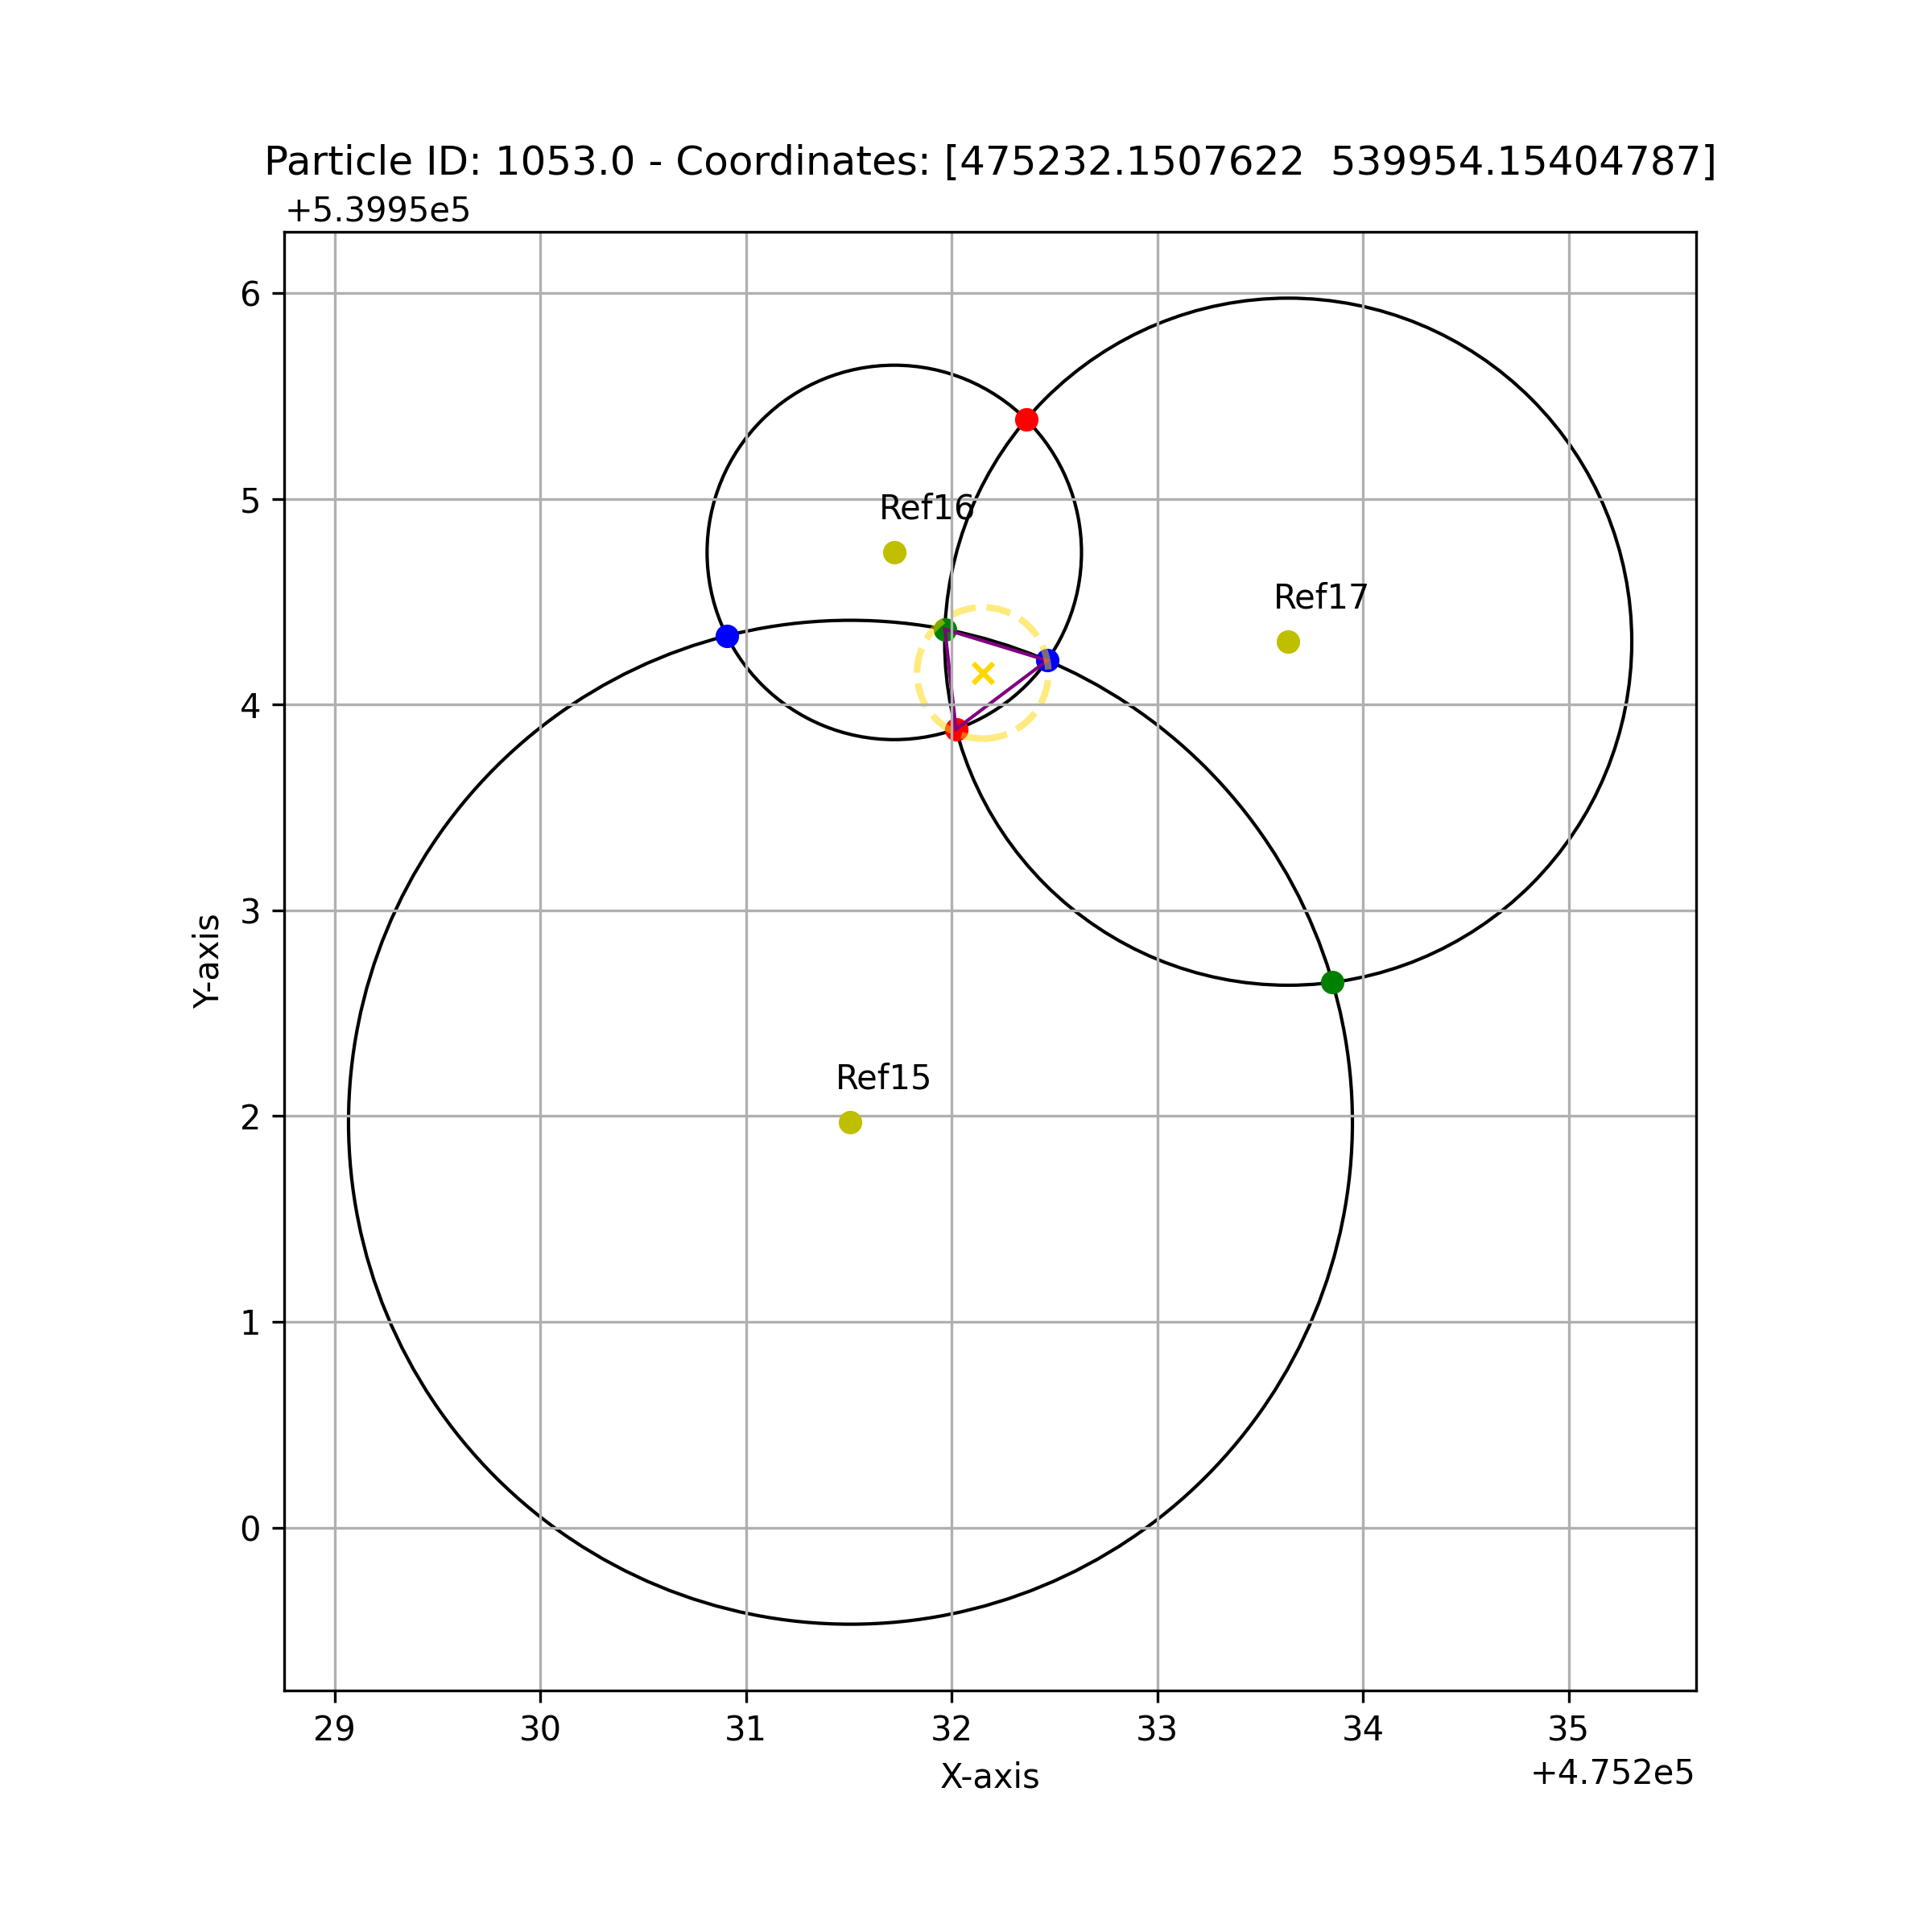 Particle ID: 1053.0 - Coordinates: [475232.1507622  539954.15404787]
+5.3995e5
6
5
4
3
2
1
0
Y-axis
Ref16
Ref17
Ref15
29 30 31 32 33 34 35
X-axis
+4.752e5